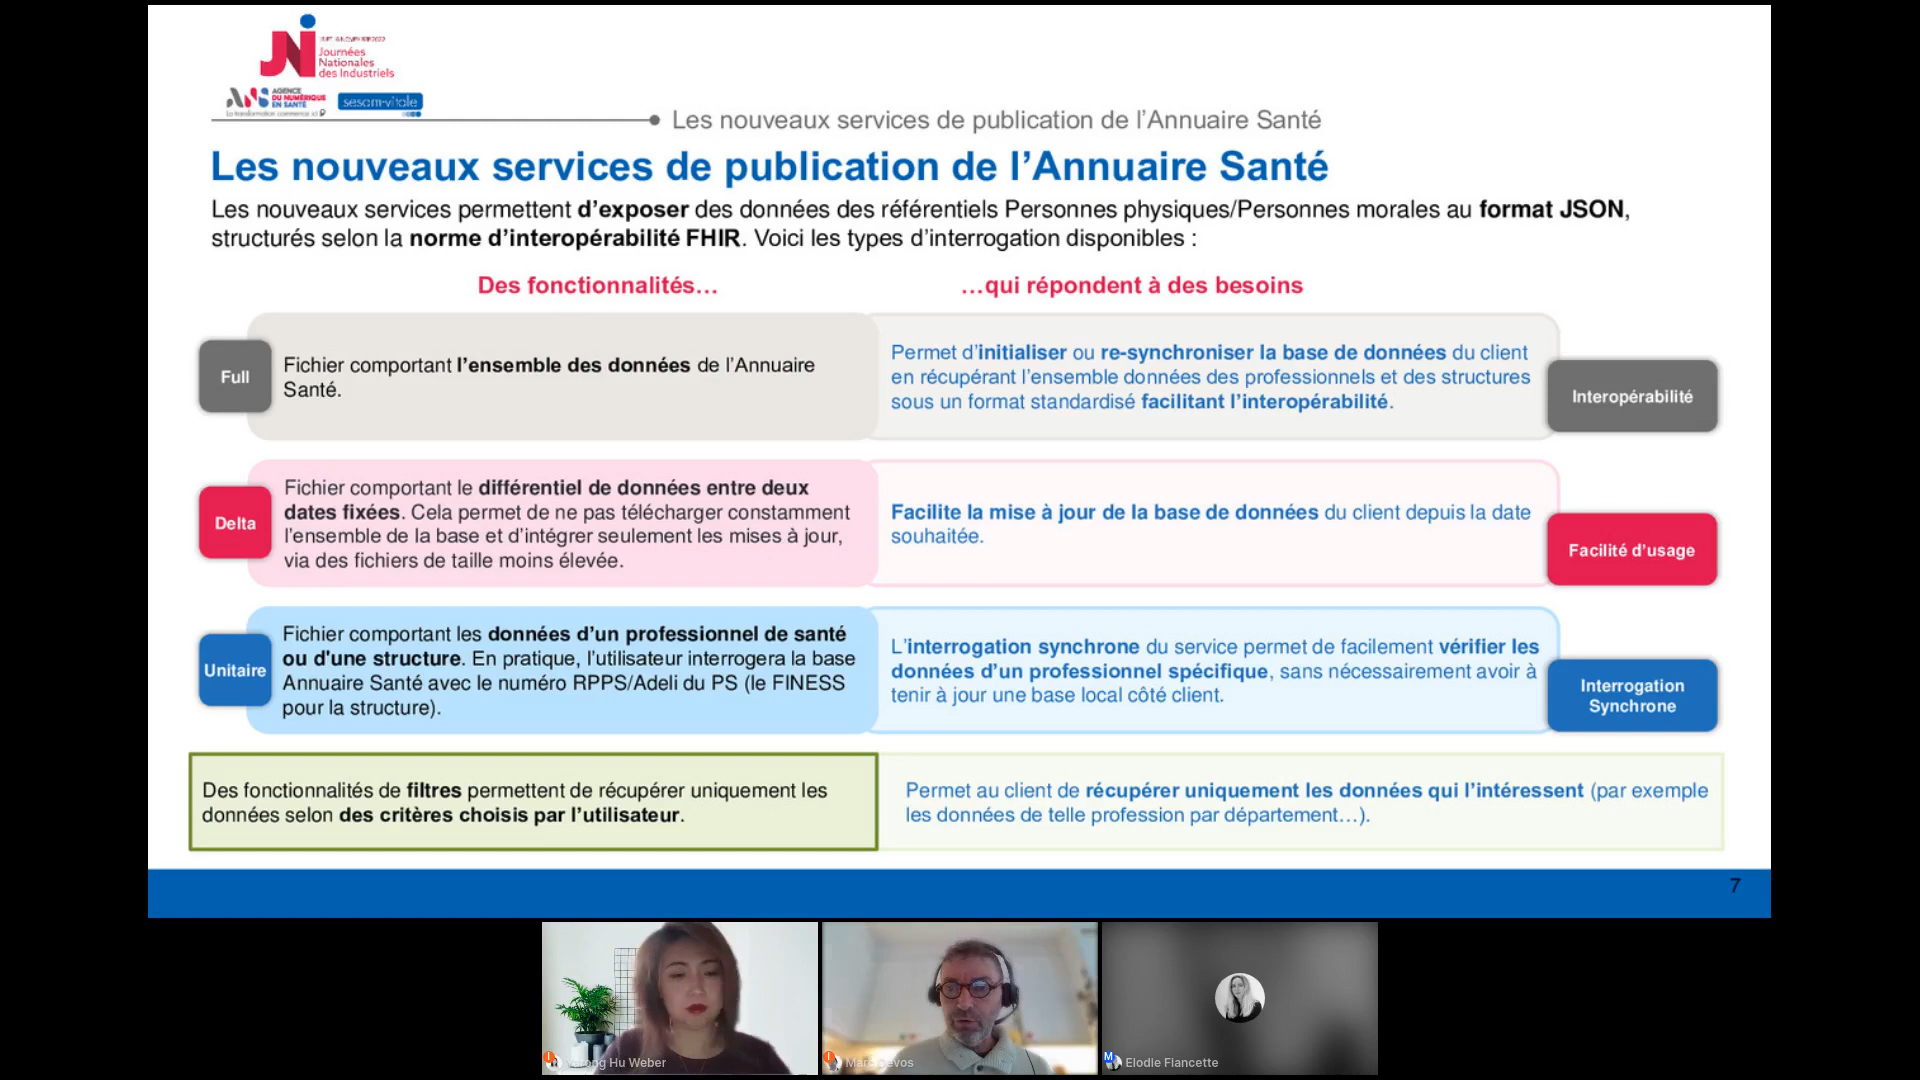 Journées
Nationales
des Industriels
AGENCE
DU NUMÉRIQUE
EN SANTÉ
La transformation commence ici
sesam-vitale
Les nouveaux services de publication de l’Annuaire Santé
Les nouveaux services de publication de l’Annuaire Santé
Les nouveaux services permettent d’exposer des données des référentiels Personnes physiques/Personnes morales au format JSON,
structurés selon la norme d’interopérabilité FHIR. Voici les types d’interrogation disponibles :
Des fonctionnalités…
…qui répondent à des besoins
Full
Fichier comportant l’ensemble des données de l’Annuaire
Santé.
Permet d’initialiser ou re-synchroniser la base de données du client
en récupérant l’ensemble données des professionnels et des structures
sous un format standardisé facilitant l’interopérabilité.
Interopérabilité
Delta
Fichier comportant le différentiel de données entre deux
dates fixées. Cela permet de ne pas télécharger constamment
l’ensemble de la base et d’intégrer seulement les mises à jour,
via des fichiers de taille moins élevée.
Facilite la mise à jour de la base de données du client depuis la date
souhaitée.
Facilité d’usage
Unitaire
Fichier comportant les données d’un professionnel de santé
ou d'une structure. En pratique, l’utilisateur interrogera la base
Annuaire Santé avec le numéro RPPS/Adeli du PS (le FINESS
pour la structure).
L’interrogation synchrone du service permet de facilement vérifier les
données d’un professionnel spécifique, sans nécessairement avoir à
tenir à jour une base local côté client.
Interrogation
Synchrone
Des fonctionnalités de filtres permettent de récupérer uniquement les
données selon des critères choisis par l’utilisateur.
Permet au client de récupérer uniquement les données qui l’intéressent (par exemple
les données de telle profession par département…).
7
Hu Weber
Elodie Fiancette